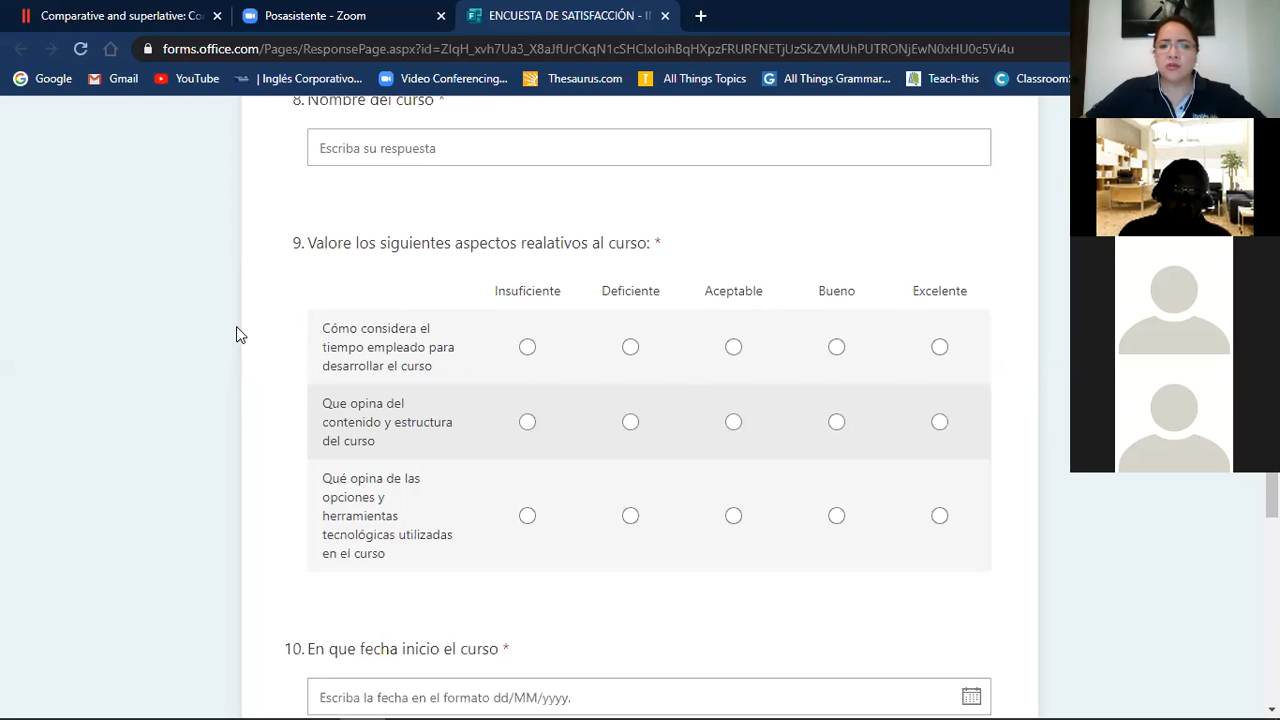 Comparative and superlative: Co
Posasistente - Zoom
ENCUESTA DE SATISFACCIÓN - I
forms.office.com/Pages/ResponsePage.aspx?id=ZIqH_xvh7Ua3_X8aJfUrCKqN1cSHClxIoihBqHXpzFRURFNETjUzSkZVMUhPUTRONjEwN0xHU0c5Vi4u
Google
Gmail
YouTube
| Inglés Corporativo...
Video Conferencing...
Thesaurus.com
All Things Topics
All Things Grammar...
Teach-this
Classroom
8. Nombre del curso *
Escriba su respuesta
9. Valore los siguientes aspectos realativos al curso: *
Insuficiente Deficiente Aceptable Bueno Excelente
Cómo considera el
tiempo empleado para
desarrollar el curso
Que opina del
contenido y estructura
del curso
Qué opina de las
opciones y
herramientas
tecnológicas utilizadas
en el curso
10. En que fecha inicio el curso *
Escriba la fecha en el formato dd/MM/yyyy.